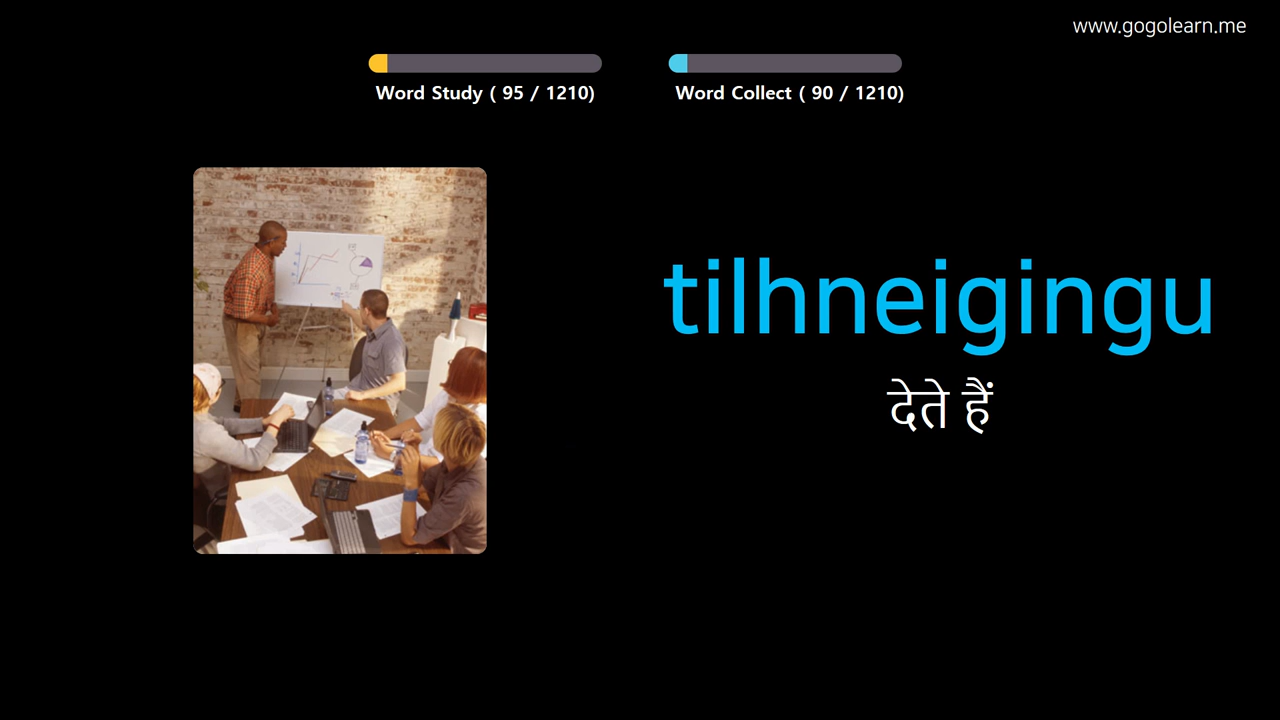 www.gogolearn.me
Word Study ( 95 / 1210)
Word Collect ( 90 / 1210)
tilhneigingu
देते हैं